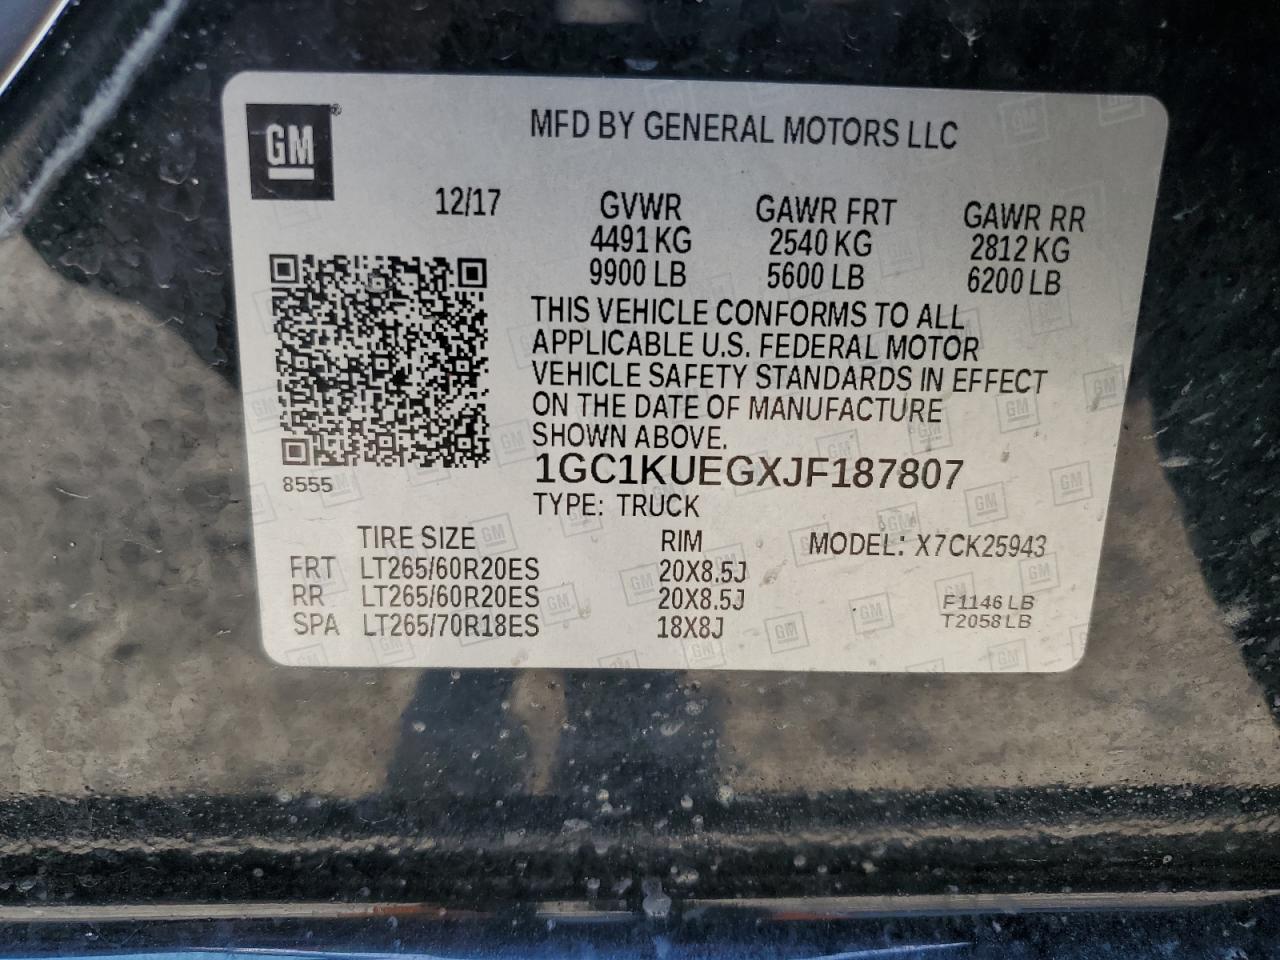 GM®
MFD BY GENERAL MOTORS LLC
12/17
GVWR GAWR FRT GAWR RR
4491 KG 2540 KG 2812 KG
9900 LB 5600 LB 6200 LB
THIS VEHICLE CONFORMS TO ALL
APPLICABLE U.S. FEDERAL MOTOR
VEHICLE SAFETY STANDARDS IN EFFECT
ON THE DATE OF MANUFACTURE
SHOWN ABOVE.
8555
1GC1KUEGXJF187807
TYPE: TRUCK
TIRE SIZE RIM MODEL: X7CK25943
FRT LT265/60R20ES 20X8.5J
RR LT265/60R20ES 20X8.5J F1146 LB
SPA LT265/70R18ES 18X8J T2058 LB